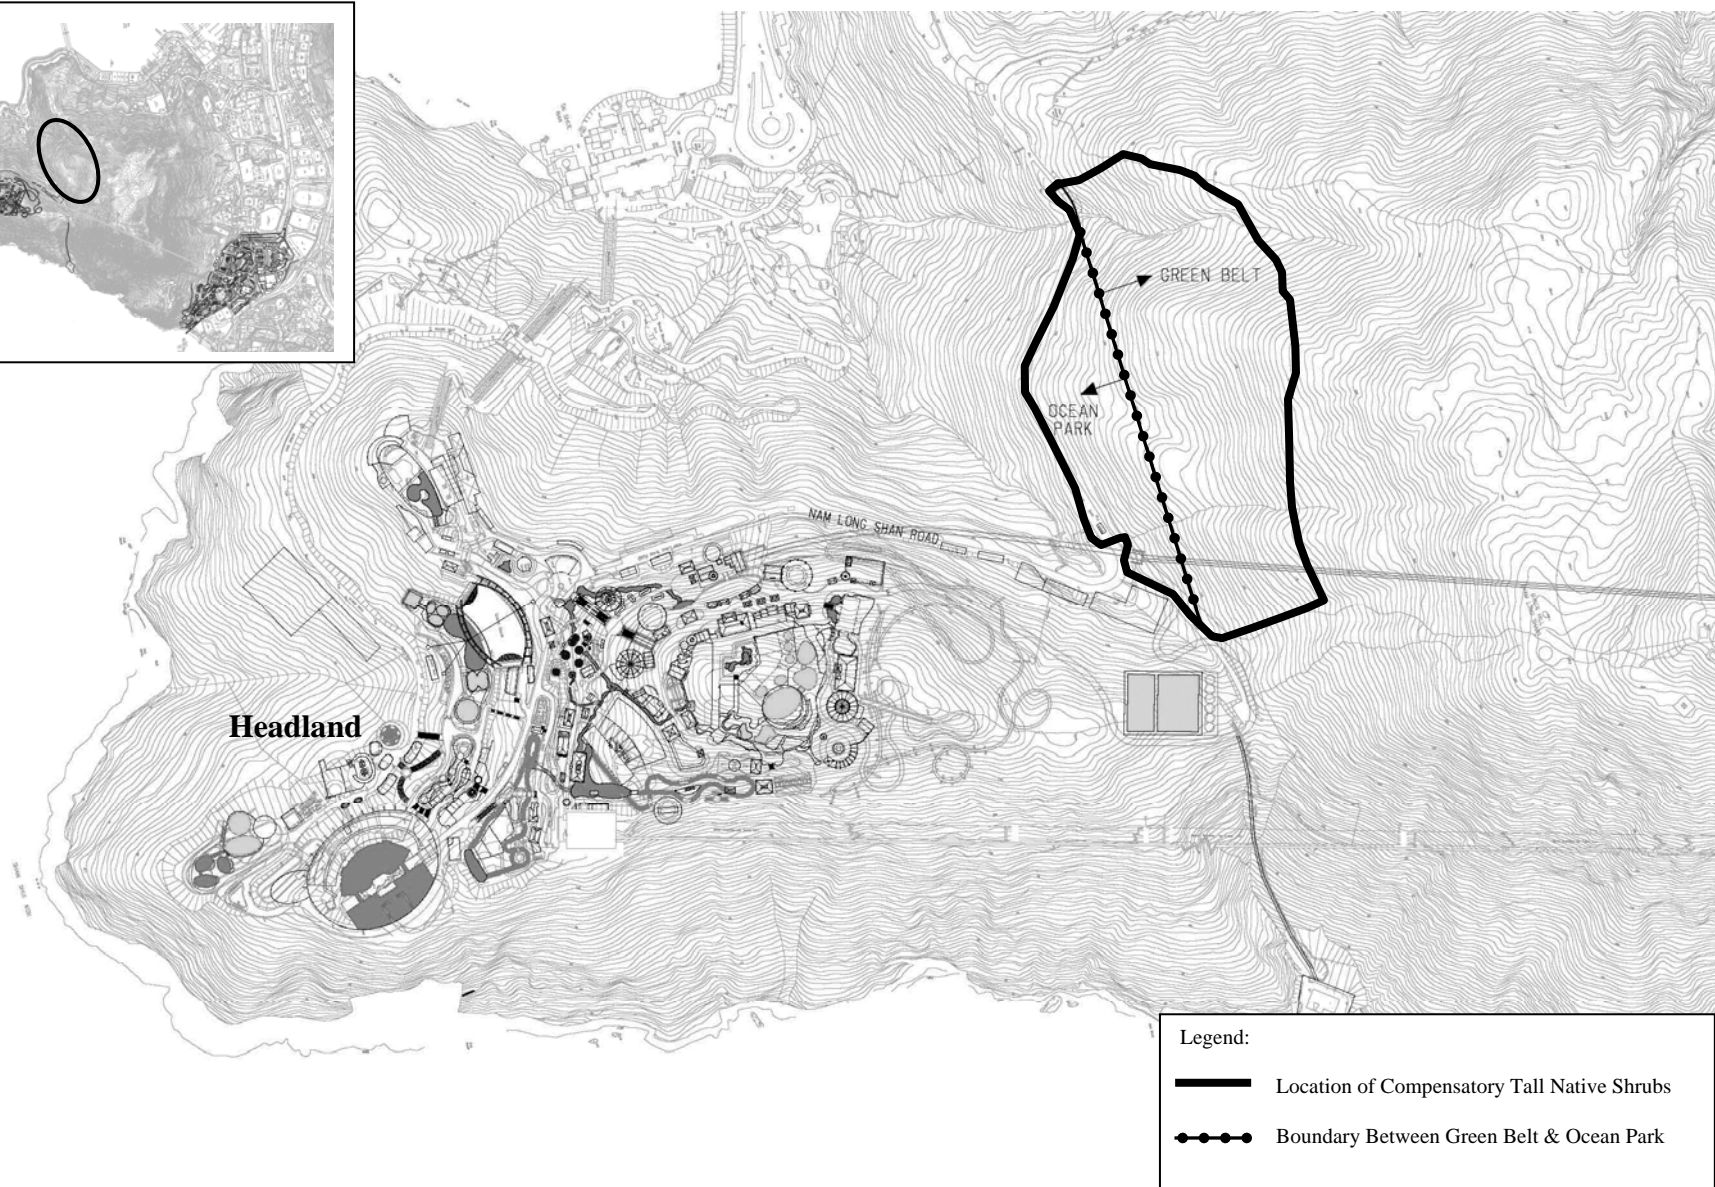 GREEN BELT
OCEAN
PARK
NAM LONG SHAN ROAD
Headland
Legend:
Location of Compensatory Tall Native Shrubs
Boundary Between Green Belt & Ocean Park